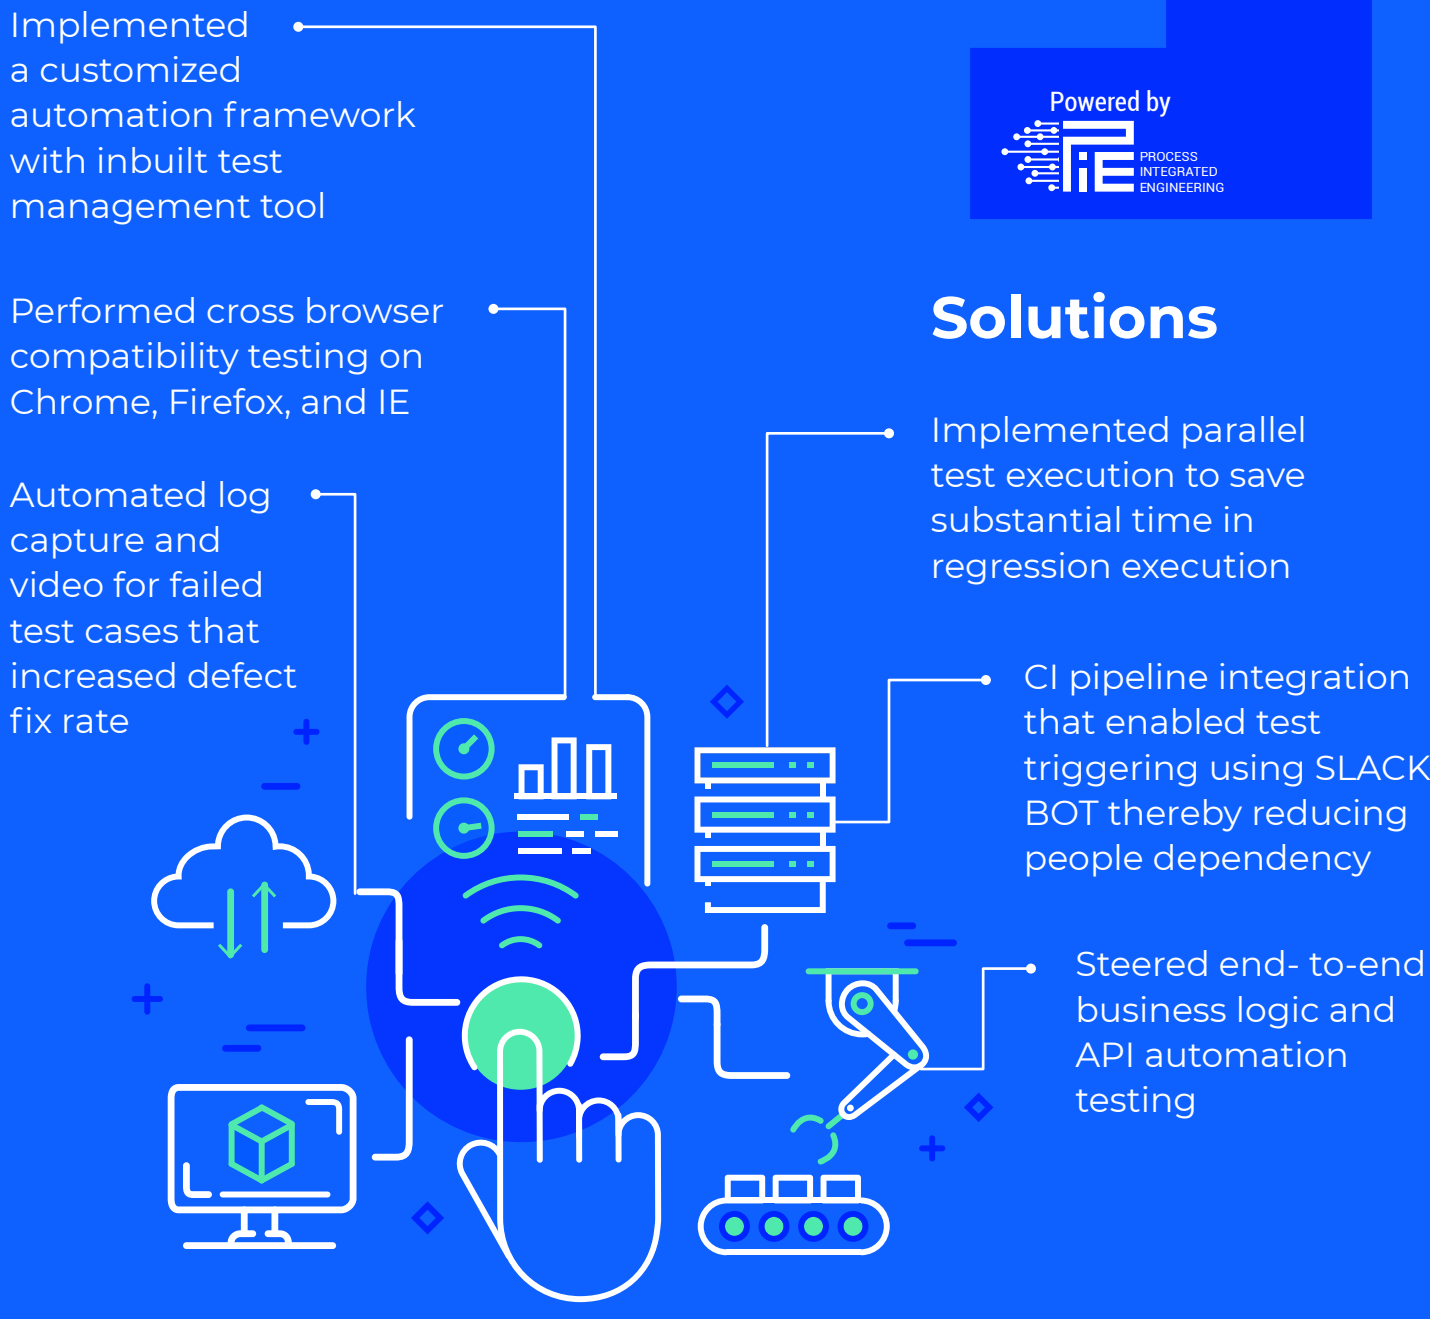 Implemented
a customized
automation framework
with inbuilt test
management tool
Performed cross browser
compatibility testing on
Chrome, Firefox, and IE
Automated log
capture and
video for failed
test cases that
increased defect
fix rate
Powered by
PiE
PROCESS
INTEGRATED
ENGINEERING
Solutions
Implemented parallel
test execution to save
substantial time in
regression execution
CI pipeline integration
that enabled test
triggering using SLACK
BOT thereby reducing
people dependency
Steered end- to-end
business logic and
API automation
testing